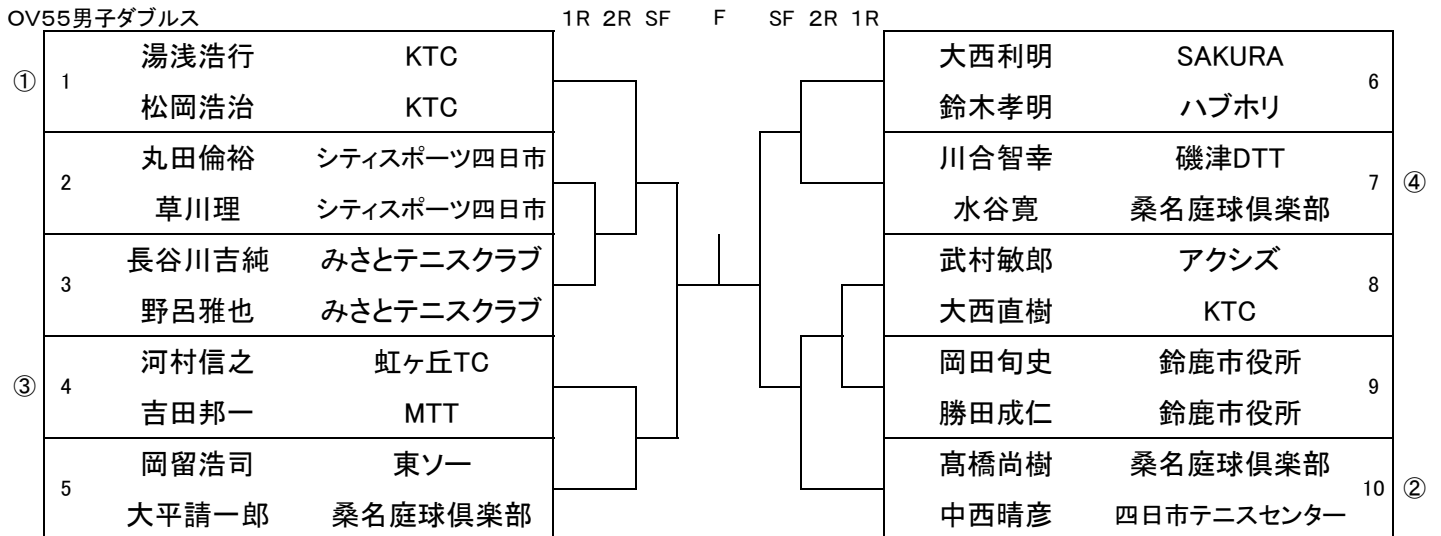 OV55男子ダブルス 1R 2R SF F SF 2R 1R
湯浅浩行 KTC
① 1
松岡浩治 KTC
丸田倫裕 シティスポーツ四日市
2
草川理 シティスポーツ四日市
長谷川吉純 みさとテニスクラブ
3
野呂雅也 みさとテニスクラブ
河村信之 虹ヶ丘TC
③ 4
吉田邦一 MTT
岡留浩司 東ソー
5
大平請一郎 桑名庭球倶楽部
大西利明 SAKURA
6
鈴木孝明 ハブホリ
川合智幸 磯津DTT
7 ④
水谷寛 桑名庭球倶楽部
武村敏郎 アクシズ
8
大西直樹 KTC
岡田旬史 鈴鹿市役所
9
勝田成仁 鈴鹿市役所
髙橋尚樹 桑名庭球倶楽部
10 ②
中西晴彦 四日市テニスセンター